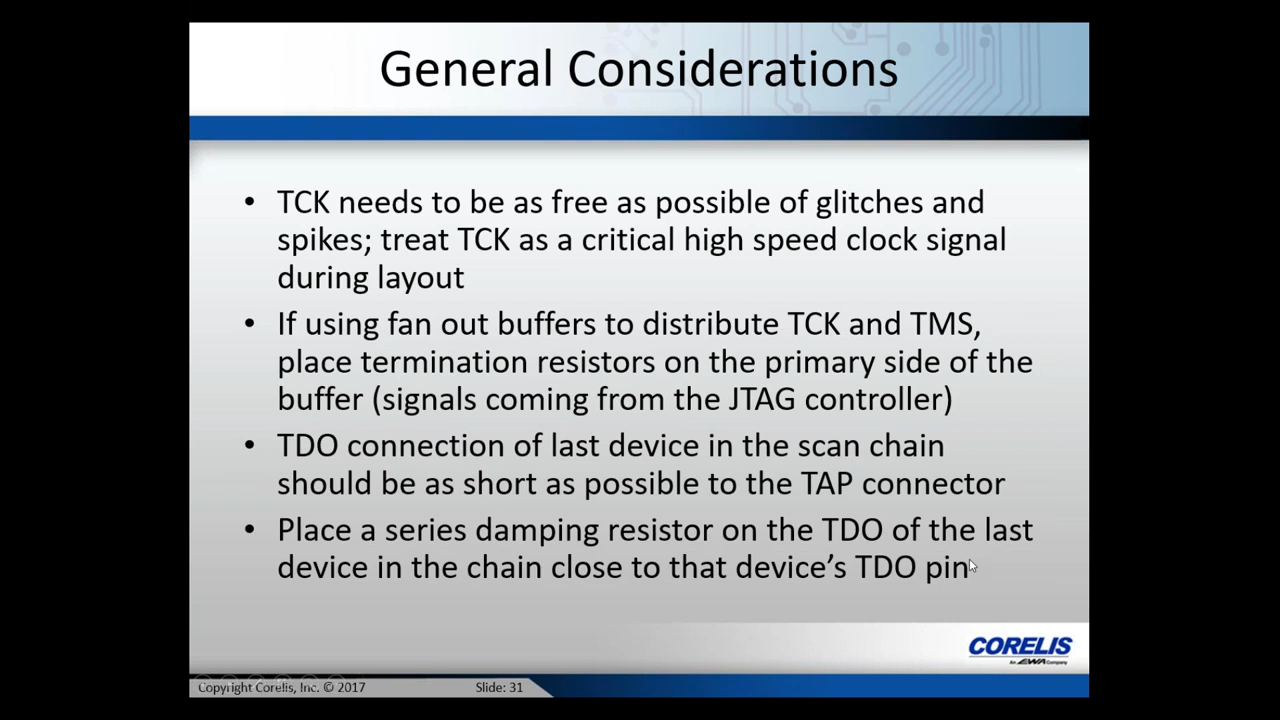 General Considerations
• TCK needs to be as free as possible of glitches and
spikes; treat TCK as a critical high speed clock signal
during layout
• If using fan out buffers to distribute TCK and TMS,
place termination resistors on the primary side of the
buffer (signals coming from the JTAG controller)
• TDO connection of last device in the scan chain
should be as short as possible to the TAP connector
• Place a series damping resistor on the TDO of the last
device in the chain close to that device’s TDO pin
CORELIS
An EWA Company
Copyright Corelis, Inc. © 2017
Slide: 31